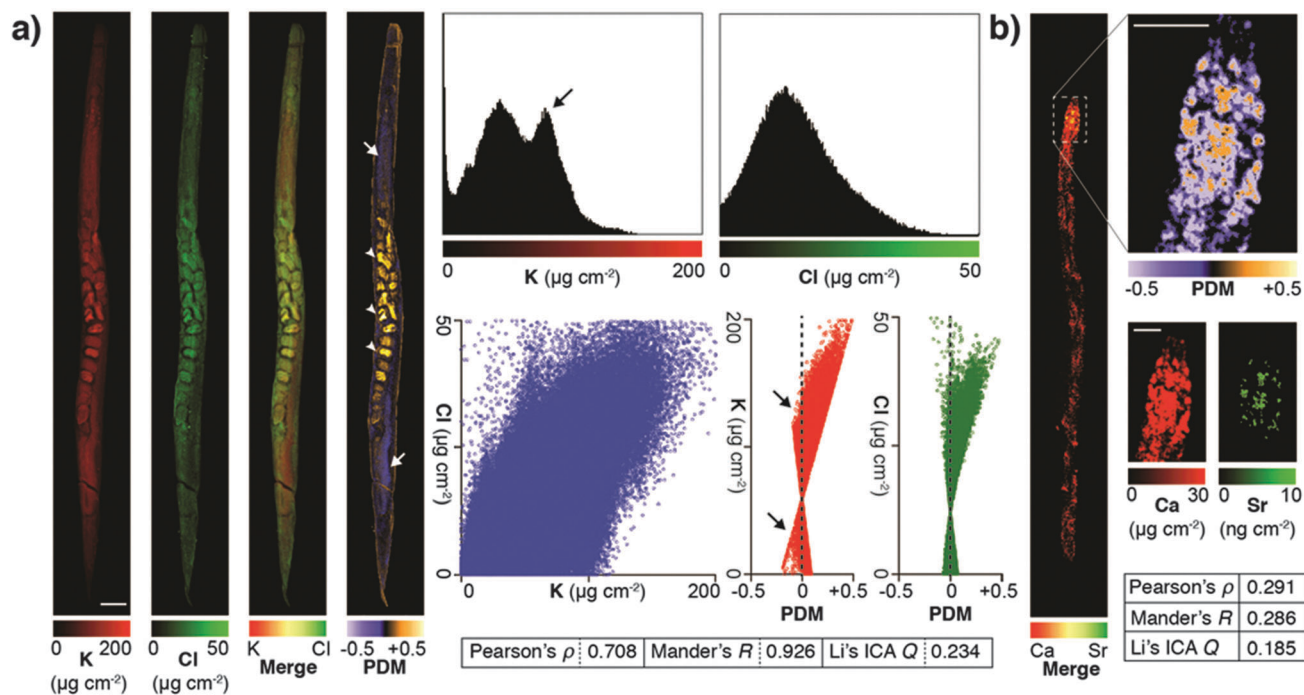 a)
K
0 200
(µg cm⁻²)
Cl
0 50
(µg cm⁻²)
K Cl
Merge
-0.5 +0.5
PDM
0 K (µg cm⁻²) 200
0 Cl (µg cm⁻²) 50
50
Cl (µg cm⁻²)
0
0 K (µg cm⁻²) 200
200
K (µg cm⁻²)
0
-0.5 0 +0.5
PDM
50
Cl (µg cm⁻²)
0
-0.5 0 +0.5
PDM
Pearson's ρ 0.708 Mander's R 0.926 Li's ICA Q 0.234
b)
Ca Sr
Merge
-0.5 PDM +0.5
0 30
Ca
(µg cm⁻²)
0 10
Sr
(ng cm⁻²)
Pearson's ρ 0.291
Mander's R 0.286
Li's ICA Q 0.185